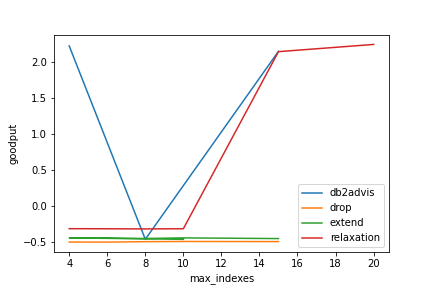 goodput
2.0
1.5
1.0
0.5
0.0
−0.5
4 6 8 10 12 14 16 18 20
max_indexes
db2advis
drop
extend
relaxation